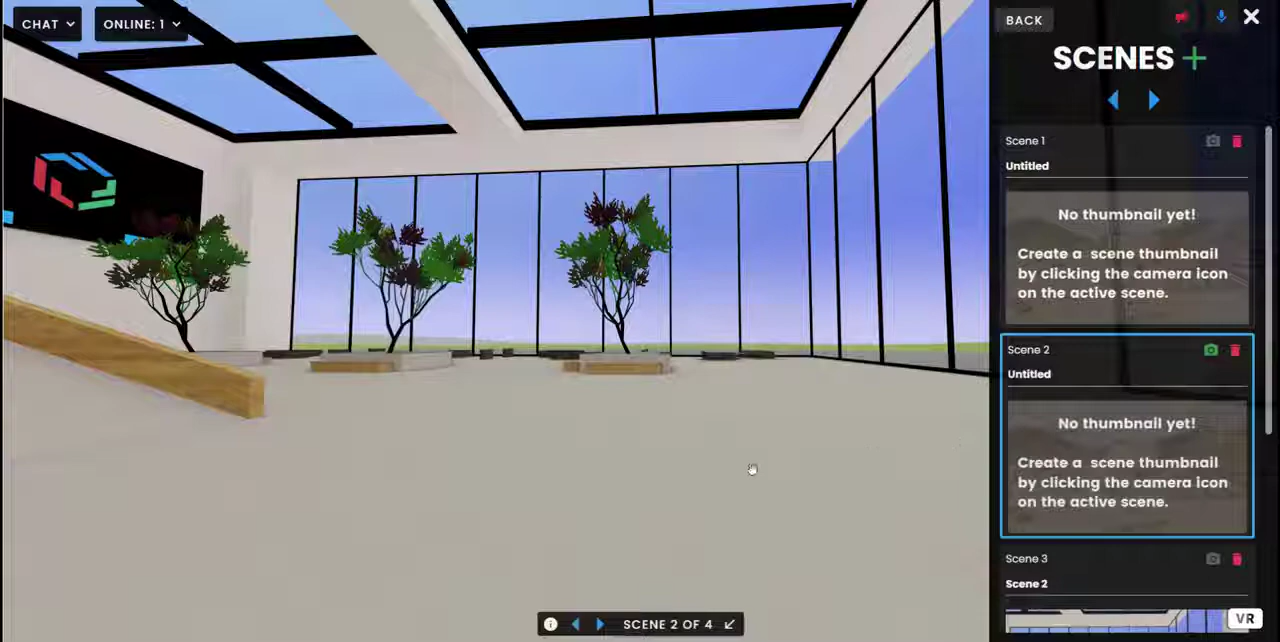 CHAT
ONLINE: 1
BACK
SCENES
Scene 1
Untitled
No thumbnail yet!
Create a scene thumbnail
by clicking the camera icon
on the active scene.
Scene 2
Untitled
No thumbnail yet!
Create a scene thumbnail
by clicking the camera icon
on the active scene.
Scene 3
Scene 2
VR
SCENE 2 OF 4